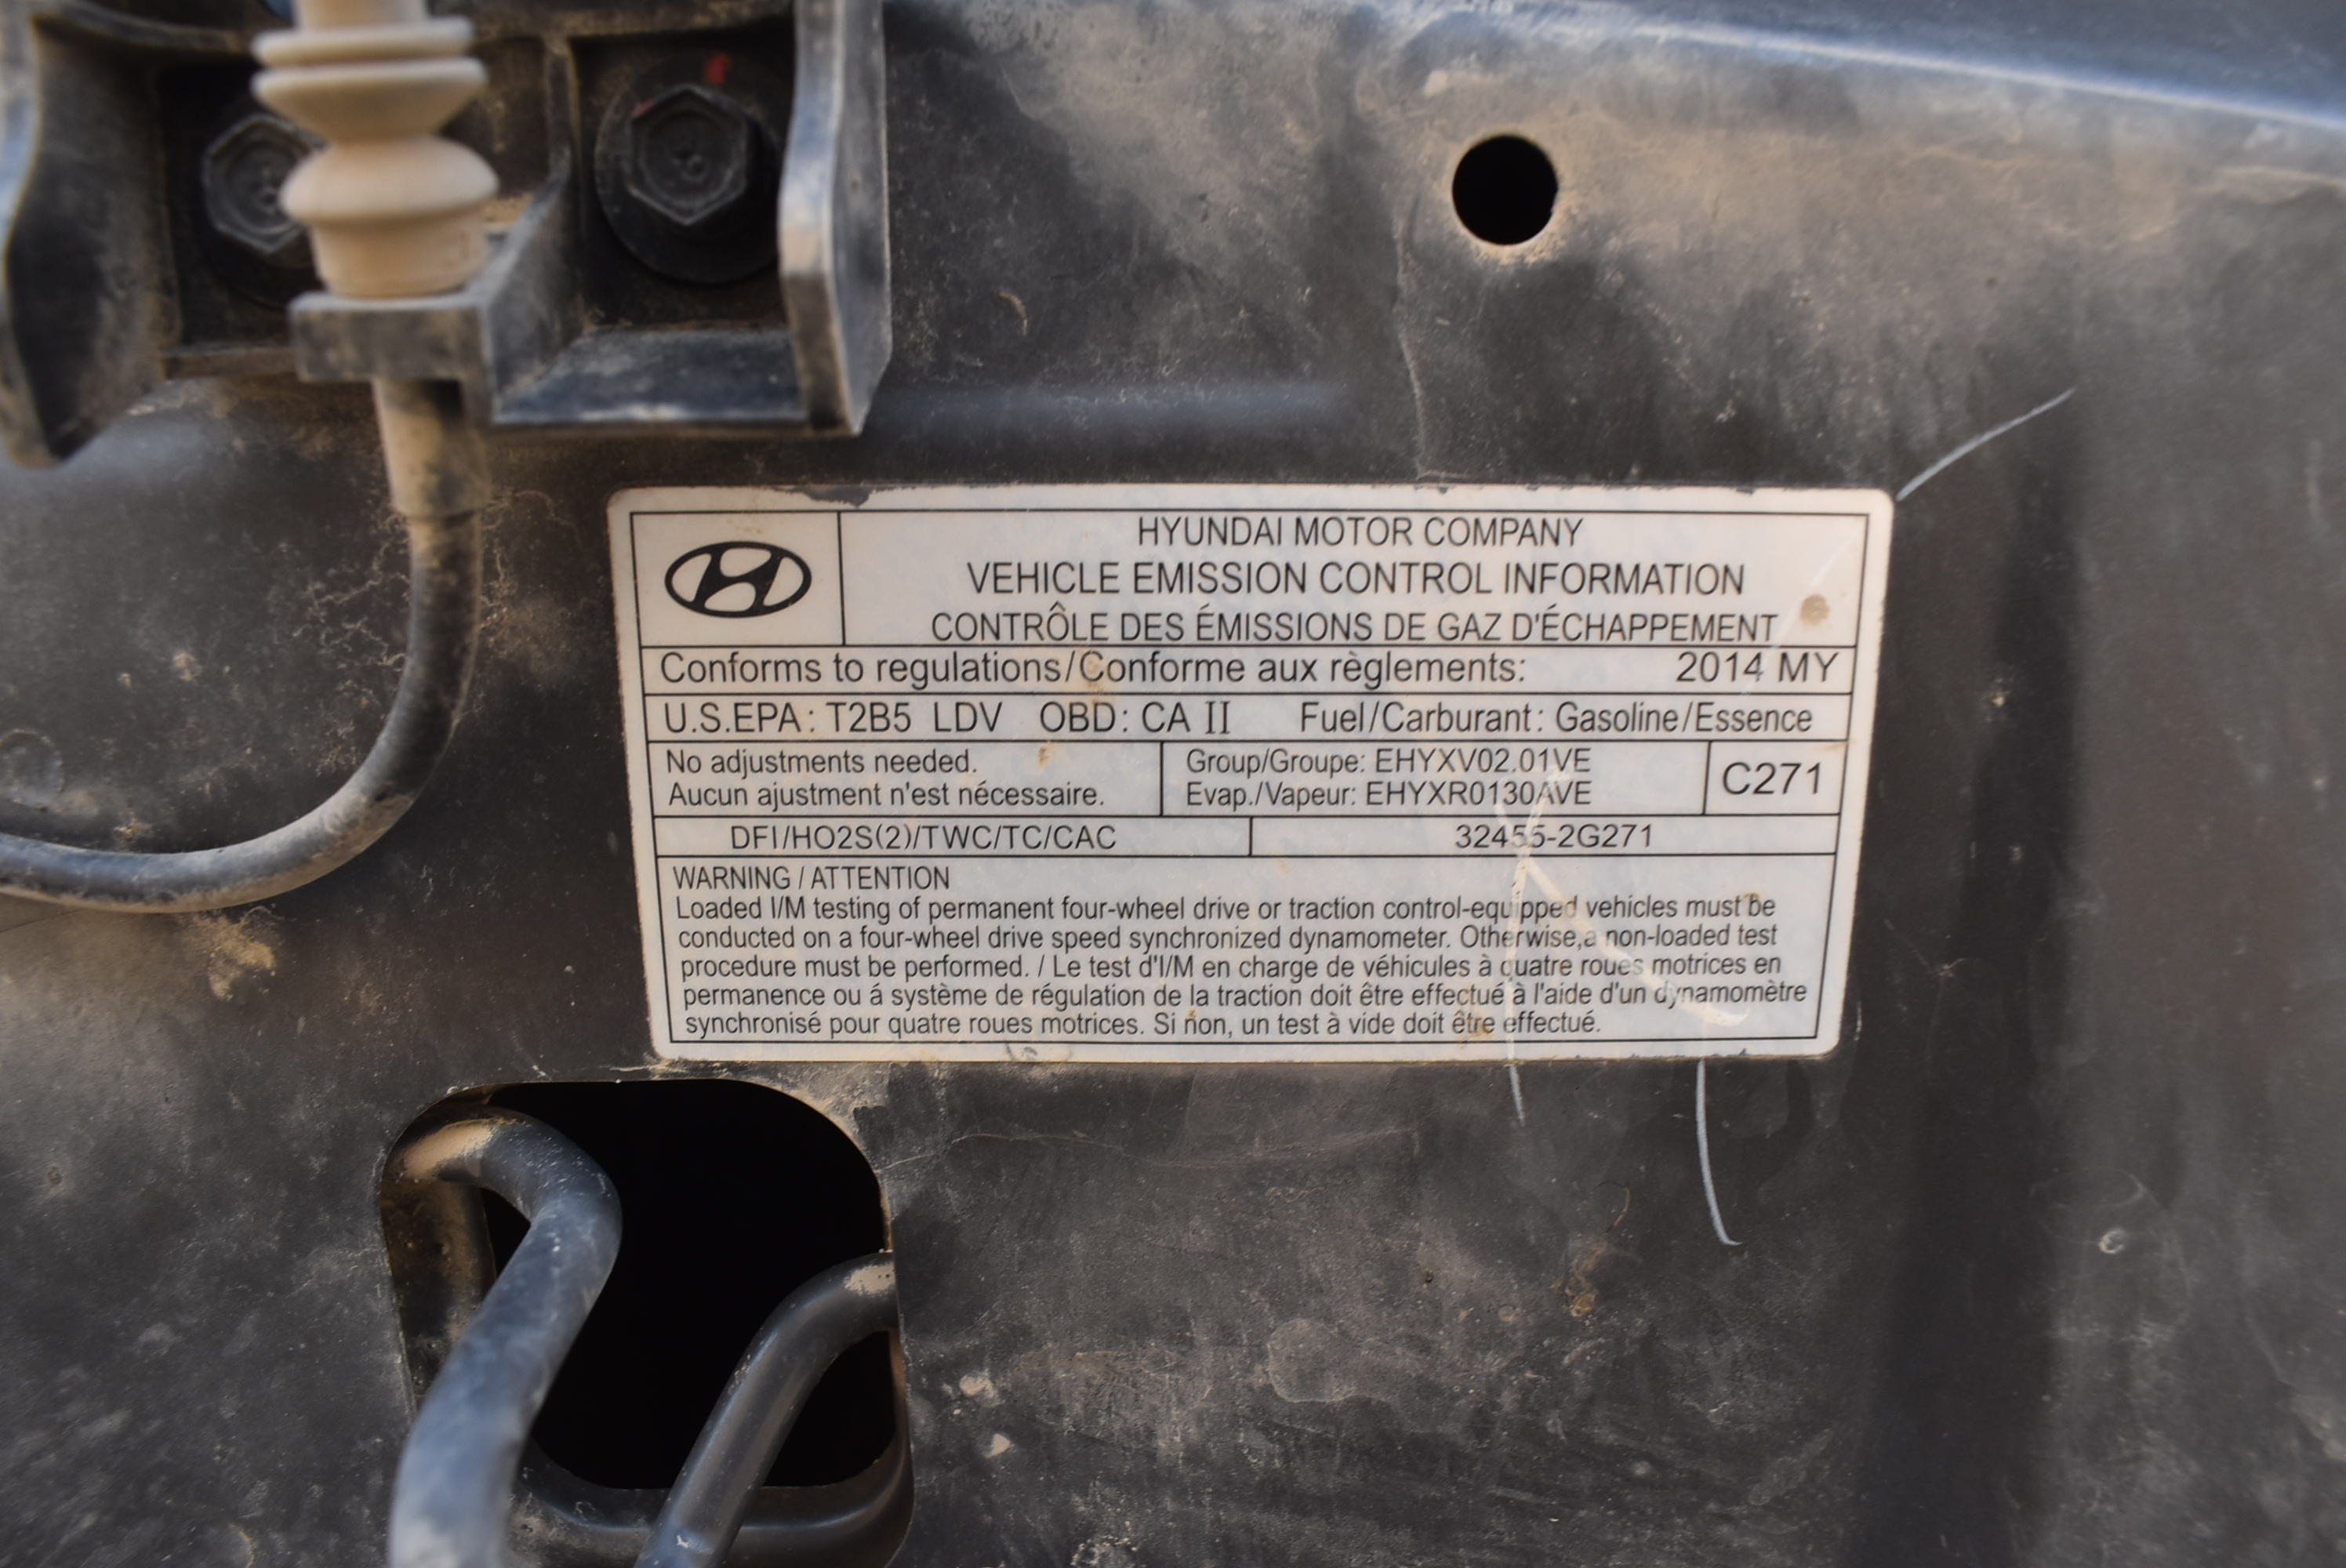 HYUNDAI MOTOR COMPANY
VEHICLE EMISSION CONTROL INFORMATION
CONTRÔLE DES ÉMISSIONS DE GAZ D'ÉCHAPPEMENT
Conforms to regulations/Conforme aux règlements: 2014 MY
U.S.EPA: T2B5 LDV OBD: CA II Fuel/Carburant: Gasoline/Essence
No adjustments needed.
Aucun ajustment n'est nécessaire.
Group/Groupe: EHYXV02.01VE
Evap./Vapeur: EHYXR0130AVE
C271
DFI/HO2S(2)/TWC/TC/CAC 32455-2G271
WARNING / ATTENTION
Loaded I/M testing of permanent four-wheel drive or traction control-equipped vehicles must be
conducted on a four-wheel drive speed synchronized dynamometer. Otherwise,a non-loaded test
procedure must be performed. / Le test d'I/M en charge de véhicules à quatre roues motrices en
permanence ou á système de régulation de la traction doit être effectué à l'aide d'un dynamomètre
synchronisé pour quatre roues motrices. Si non, un test à vide doit être effectué.